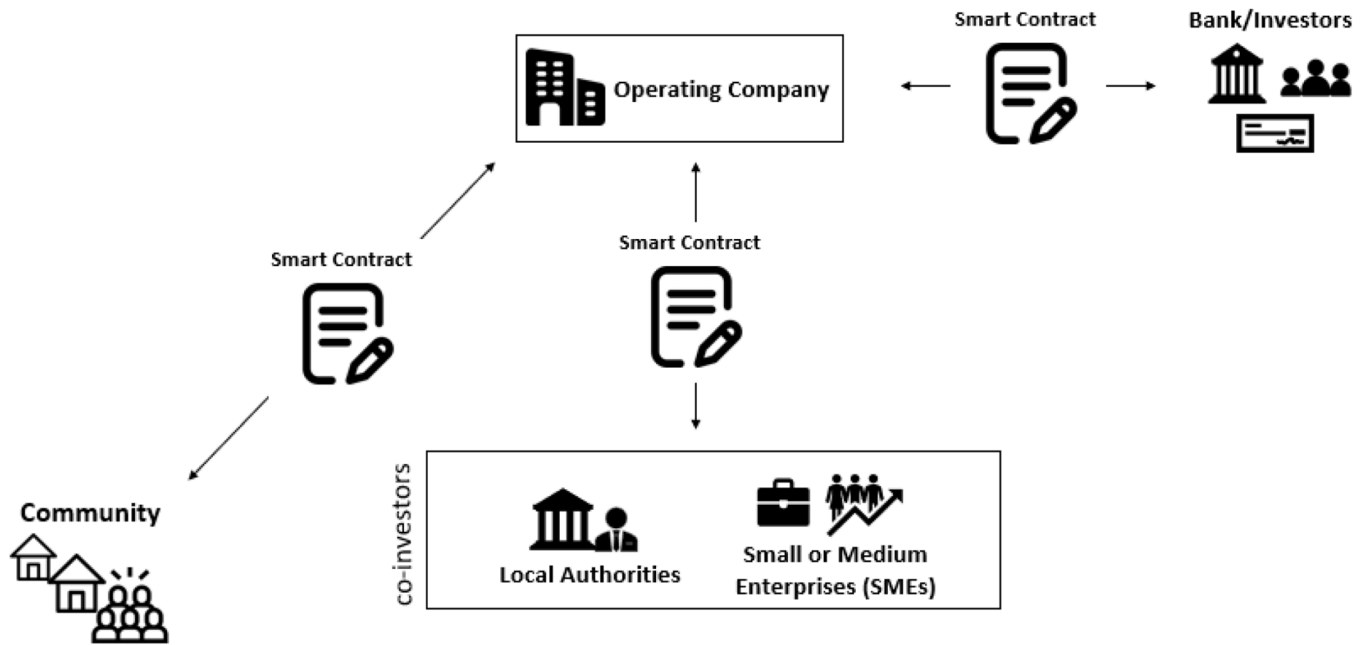 Smart Contract
Bank/Investors
Operating Company
Smart Contract
Smart Contract
Community
co-investors
Local Authorities
Small or Medium
Enterprises (SMEs)